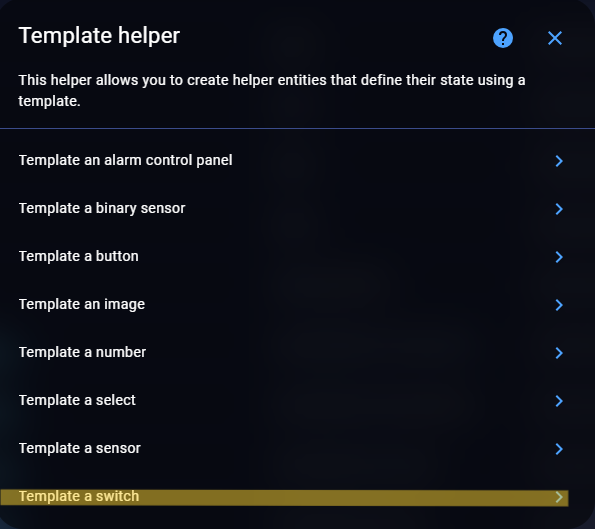 Template helper
This helper allows you to create helper entities that define their state using a
template.
Template an alarm control panel
Template a binary sensor
Template a button
Template an image
Template a number
Template a select
Template a sensor
Template a switch